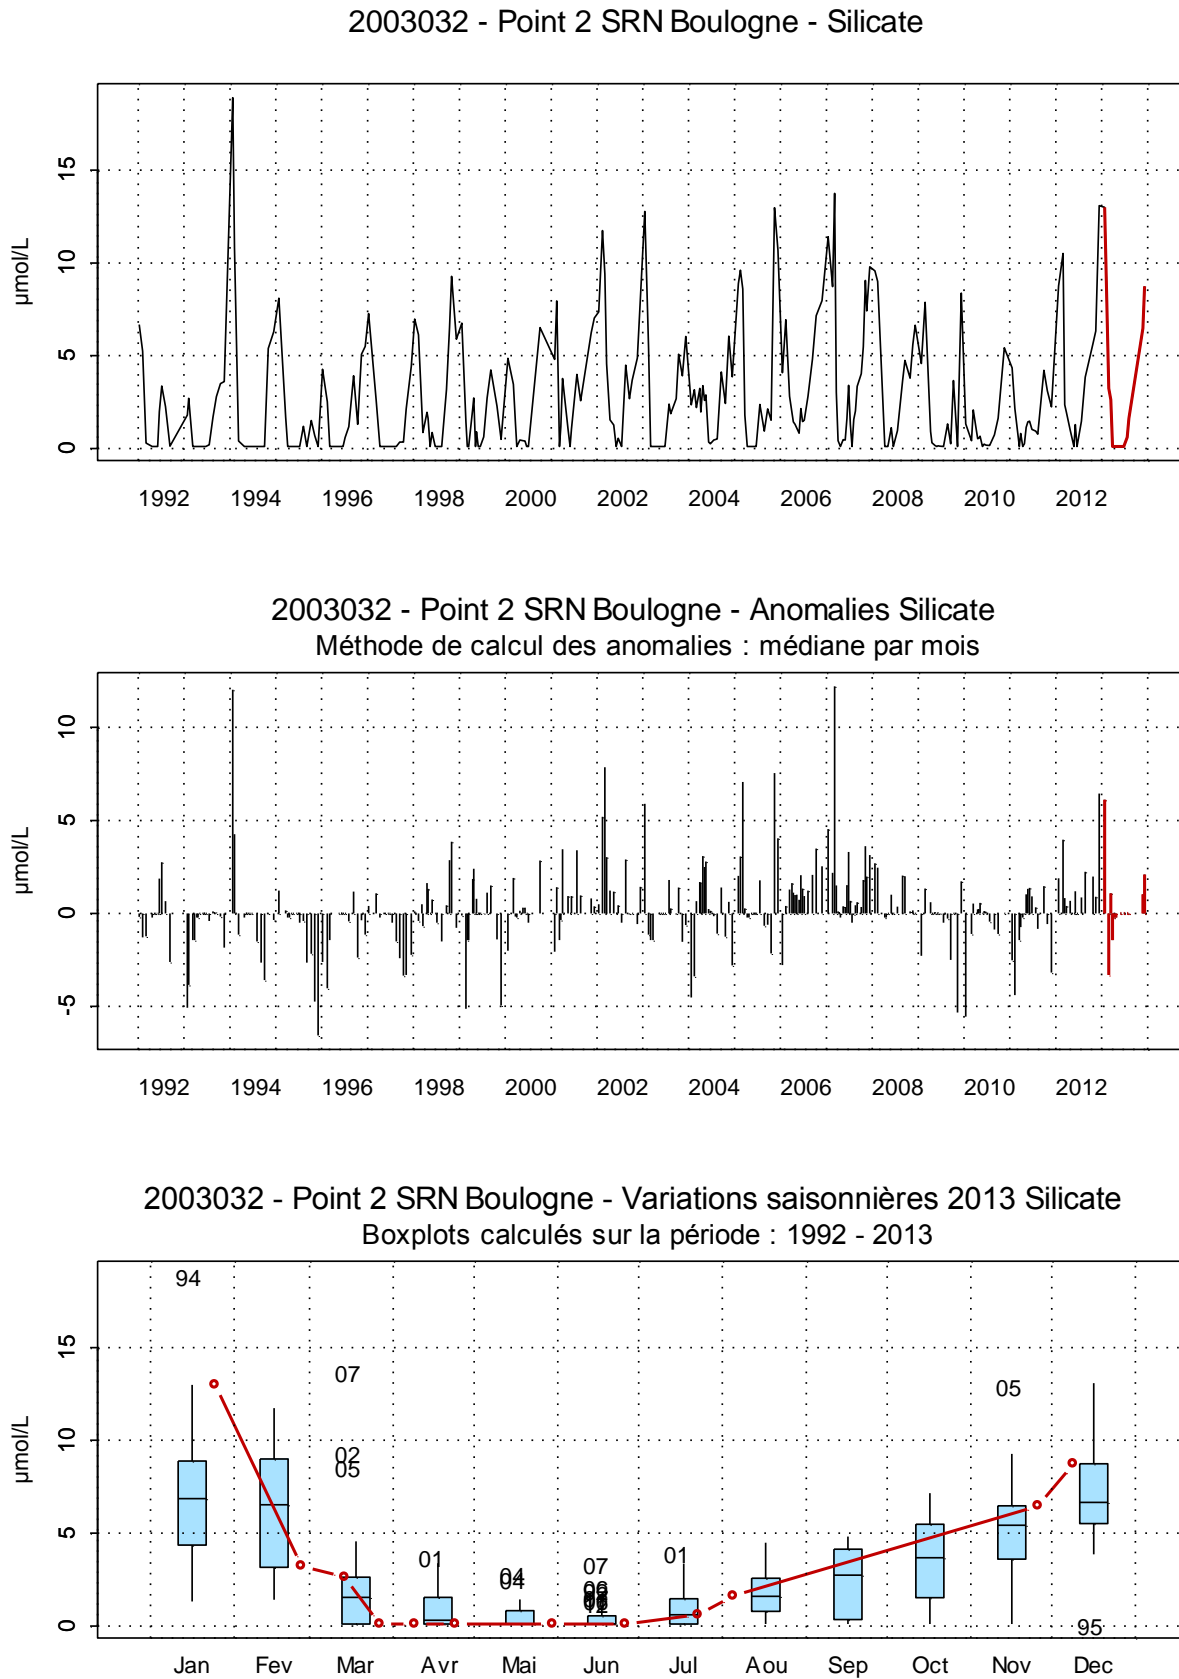 2003032 - Point 2 SRN Boulogne - Silicate
15
10
5
0
µmol/L
1992 1994 1996 1998 2000 2002 2004 2006 2008 2010 2012
2003032 - Point 2 SRN Boulogne - Anomalies Silicate
Méthode de calcul des anomalies : médiane par mois
10
5
0
-5
µmol/L
1992 1994 1996 1998 2000 2002 2004 2006 2008 2010 2012
2003032 - Point 2 SRN Boulogne - Variations saisonnières 2013 Silicate
Boxplots calculés sur la période : 1992 - 2013
94
15
07
05
10
02
05
µmol/L
5
01
04
04
07
01
0
95
Jan Fev Mar Avr Mai Jun Jul Aou Sep Oct Nov Dec